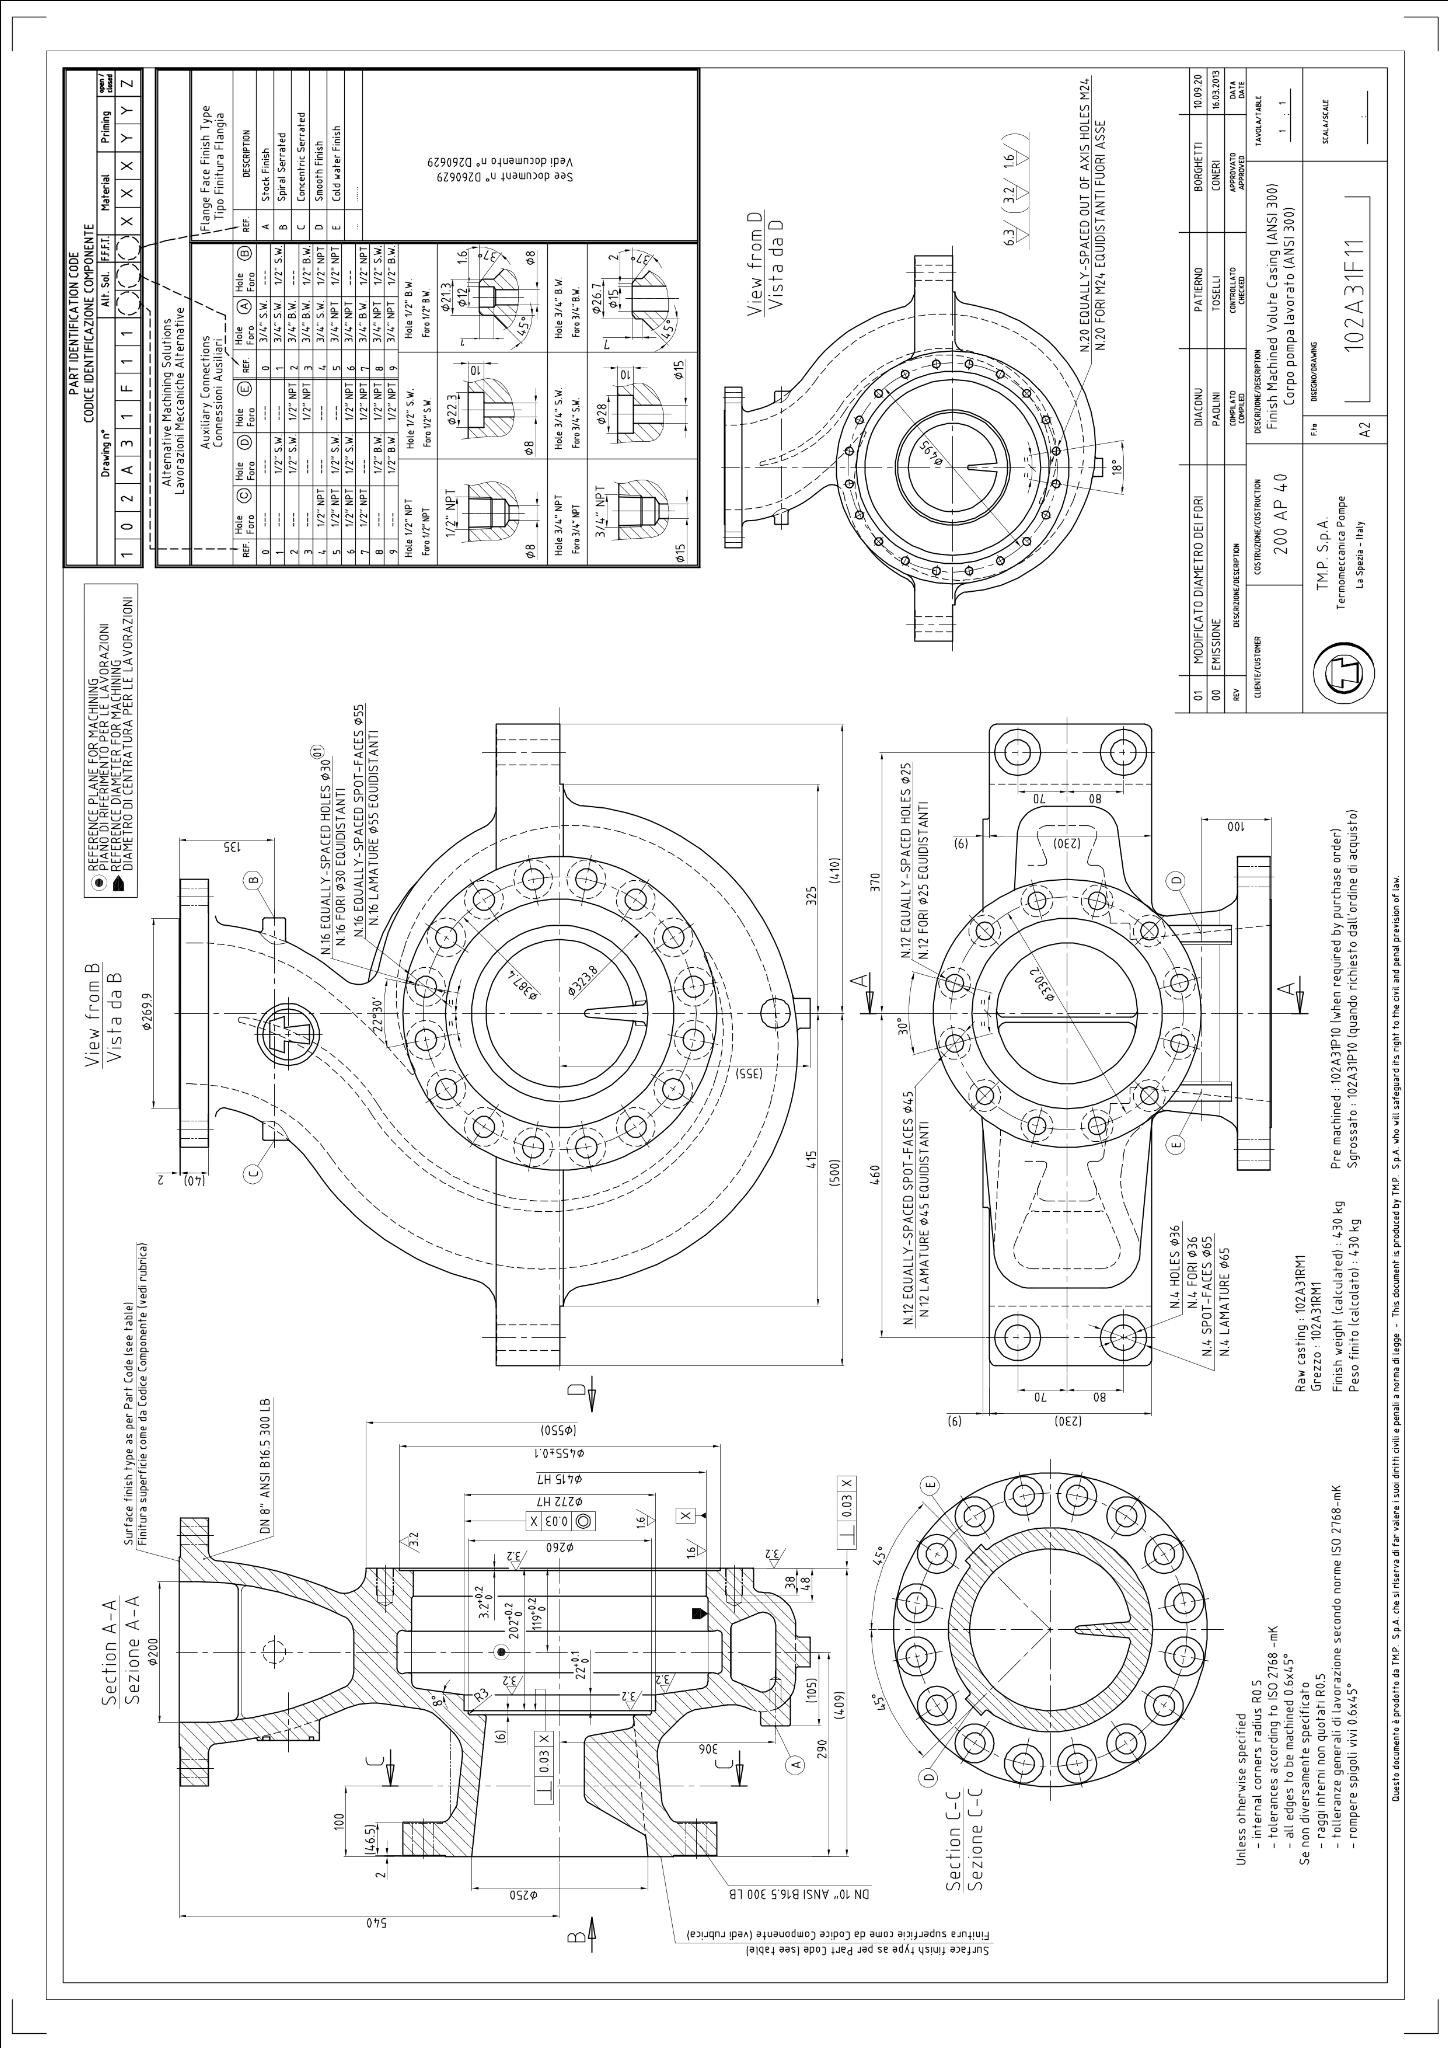 PART IDENTIFICATION CODE
CODICE IDENTIFICAZIONE COMPONENTE
Drawing n°
Alt. Sol.
F.F.F.T.
Material
Priming
open / closed
1 0 2 A 3 1 F 1 1 X X X Y Y Z
Alternative Machining Solutions
Lavorazioni Meccaniche Alternative
Auxiliary Connections
Connessioni Ausiliari
Flange Face Finish Type
Tipo Finitura Flangia
REF. Hole Foro C Hole Foro D Hole Foro E REF. Hole Foro A Hole Foro B REF. DESCRIPTION
0 --- --- --- 0 3/4" S.W. --- A Stock Finish
1 --- 1/2" S.W. --- 1 3/4" S.W. 1/2" S.W. B Spiral Serrated
2 --- 1/2" S.W. 1/2" NPT 2 3/4" B.W. --- C Concentric Serrated
3 --- --- 1/2" NPT 3 3/4" B.W. 1/2" B.W. D Smooth Finish
4 1/2" NPT --- --- 4 3/4" S.W. 1/2" NPT E Cold water Finish
5 1/2" NPT 1/2" S.W. --- 5 3/4" NPT 1/2" NPT
6 1/2" NPT 1/2" S.W. 1/2" NPT 6 3/4" NPT ---
7 1/2" NPT --- 1/2" NPT 7 3/4" B.W. 1/2" NPT
8 --- 1/2" B.W. --- 8 3/4" NPT 1/2" S.W.
9 --- 1/2" B.W. 1/2" NPT 9 3/4" NPT 1/2" B.W.
Hole 1/2" NPT
Foro 1/2" NPT
Hole 1/2" S.W.
Foro 1/2" S.W.
Hole 1/2" B.W.
Foro 1/2" B.W.
1/2" NPT
ø8
ø22.3
10
ø8
ø21.3
ø12
1.6
37°
45°
7
ø8
Hole 3/4" NPT
Foro 3/4" NPT
Hole 3/4" S.W.
Foro 3/4" S.W.
Hole 3/4" B.W.
Foro 3/4" B.W.
3/4" NPT
ø15
ø28
10
ø15
ø26.7
ø15
2
37°
45°
7
See document n° D260629
Vedi documento n° D260629
REFERENCE PLANE FOR MACHINING
PIANO DI RIFERIMENTO PER LE LAVORAZIONI
REFERENCE DIAMETER FOR MACHINING
DIAMETRO DI CENTRATURA PER LE LAVORAZIONI
View from B
Vista da B
ø269.9
135
B
C
2
(40)
N.16 EQUALLY-SPACED HOLES ø30 01
N.16 FORI ø30 EQUIDISTANTI
N.16 EQUALLY-SPACED SPOT-FACES ø55
N.16 LAMATURE ø55 EQUIDISTANTI
22°30'
ø387.4
ø323.8
(355)
325
415
(410)
(500)
Section A-A
Sezione A-A
Surface finish type as per Part Code (see table)
Finitura superficie come da Codice Componente (vedi rubrica)
DN 8" ANSI B16.5 300 LB
ø200
540
100
(46.5)
2
C
C
ø250
(ø550)
ø455±0.1
ø415 H7
ø272 H7
◎ 0.03 X
ø260
3.2
3.2
1.6
1.6
X
3.2
3.2 +0.2 0
202 +0.2 0
119 +0.2 0
22 +0.1 0
3.2
3.2
3.2
8°
R3
(6)
⊥ 0.03 X
⊥ 0.03 X
306
A
38
48
(105)
290
(409)
D
B
DN 10" ANSI B16.5 300 LB
Surface finish type as per Part Code (see table)
Finitura superficie come da Codice Componente (vedi rubrica)
View from D
Vista da D
6.3 / ( 3.2 / 1.6 / )
ø495
18°
N.20 EQUALLY-SPACED OUT OF AXIS HOLES M24
N.20 FORI M24 EQUIDISTANTI FUORI ASSE
370
460
N.12 EQUALLY-SPACED HOLES ø25
N.12 FORI ø25 EQUIDISTANTI
N.12 EQUALLY-SPACED SPOT-FACES ø45
N.12 LAMATURE ø45 EQUIDISTANTI
30°
ø330.2
70
80
(9)
(230)
100
70
80
(9)
(230)
A
A
D
E
N.4 HOLES ø36
N.4 FORI ø36
N.4 SPOT-FACES ø65
N.4 LAMATURE ø65
Section C-C
Sezione C-C
45°
45°
D
E
Unless otherwise specified
- internal corners radius R0.5
- tolerances according to ISO 2768 -mK
- all edges to be machined 0.6x45°
Se non diversamente specificato
- raggi interni non quotati R0.5
- tolleranze generali di lavorazione secondo norme ISO 2768-mK
- rompere spigoli vivi 0.6x45°
Raw casting : 102A31RM1
Grezzo : 102A31RM1
Finish weight (calculated) : 430 kg
Peso finito (calcolato) : 430 kg
Pre machined : 102A31P10 (when required by purchase order)
Sgrossato : 102A31P10 (quando richiesto dall'ordine di acquisto)
01 MODIFICATO DIAMETRO DEI FORI DIACONU PATIERNO BORGHETTI 10.09.20
00 EMISSIONE PAOLINI TOSELLI CONERI 16.03.2013
REV DESCRIZIONE/DESCRIPTION COMPILATO COMPILED CONTROLLATO CHECKED APPROVATO APPROVED DATA DATE
CLIENTE/CUSTOMER
COSTRUZIONE/COSTRUCTION
200 AP 40
DESCRIZIONE/DESCRIPTION
Finish Machined Volute Casing (ANSI 300)
Corpo pompa lavorato (ANSI 300)
TAVOLA/TABLE
1 : 1
T.M.P. S.p.A.
Termomeccanica Pompe
La Spezia - Italy
F.to
A2
DISEGNO/DRAWING
102A31F11
SCALA/SCALE
:
Questo documento è prodotto da T.M.P. S.p.A. che si riserva di far valere i suoi diritti civili e penali a norma di legge - This document is produced by T.M.P. S.p.A. who will safeguard its right to the civil and penal prevision of law.